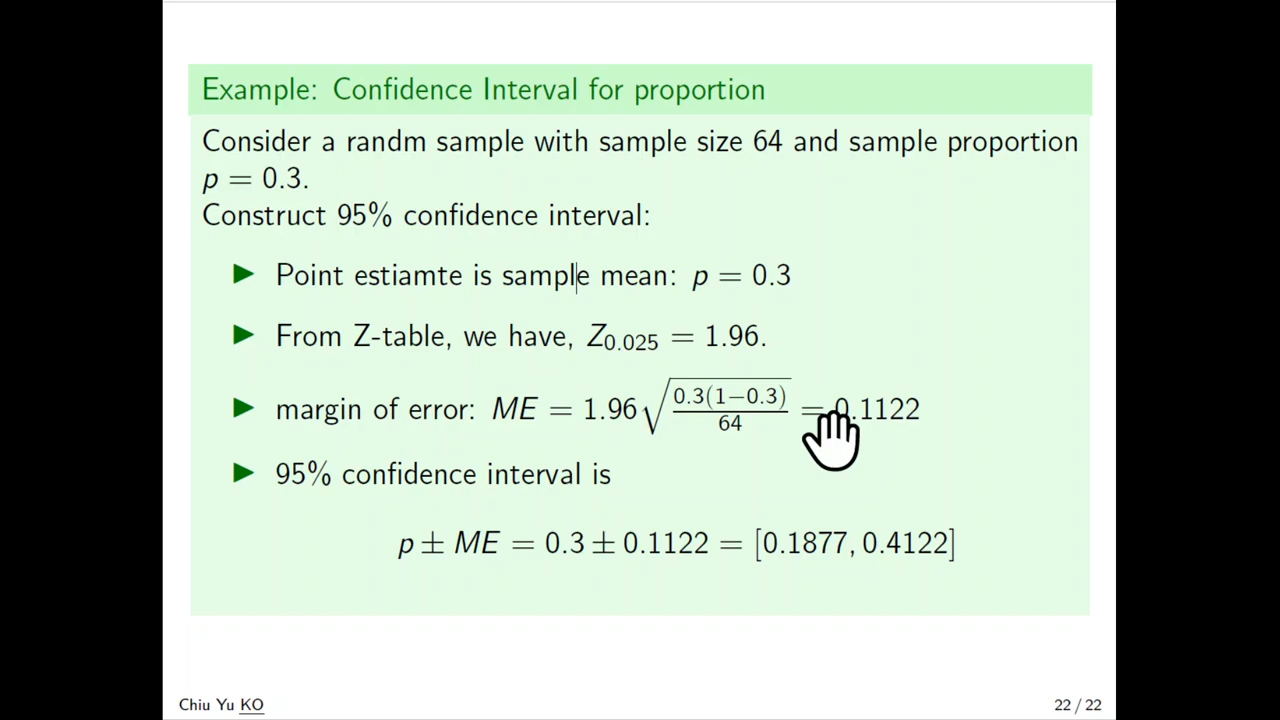 Example: Confidence Interval for proportion
Consider a randm sample with sample size 64 and sample proportion
p = 0.3.
Construct 95% confidence interval:
▶ Point estiamte is sample mean: p = 0.3
▶ From Z-table, we have, Z_{0.025} = 1.96.
▶ margin of error: ME = 1.96√(0.3(1−0.3)/64) = 0.1122
▶ 95% confidence interval is
p ± ME = 0.3 ± 0.1122 = [0.1877, 0.4122]
Chiu Yu KO 22 / 22